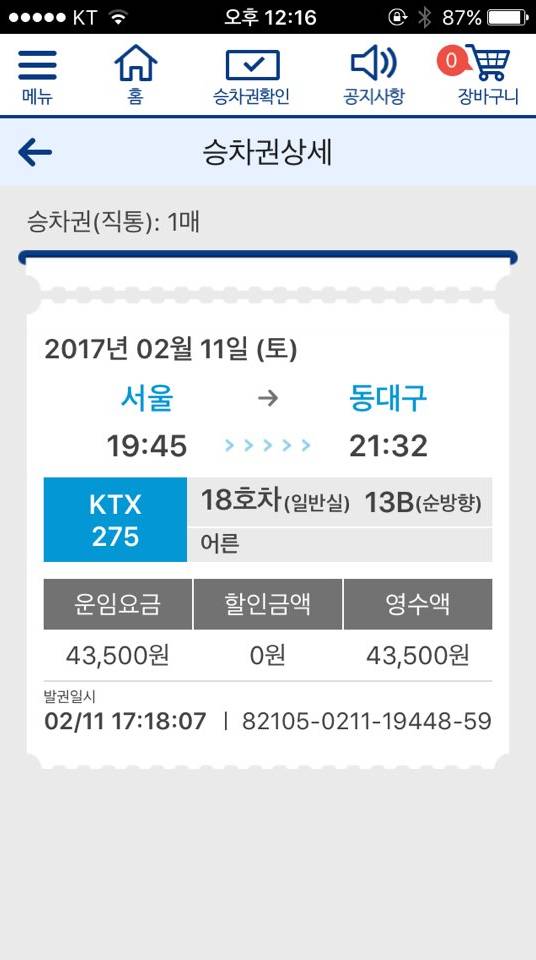 KT 오후 12:16 87%
메뉴 홈 승차권확인 공지사항 0 장바구니
승차권상세
승차권(직통): 1매
2017년 02월 11일 (토)
서울 → 동대구
19:45 > > > > > 21:32
KTX 275
18호차(일반실) 13B(순방향)
어른
운임요금 할인금액 영수액
43,500원 0원 43,500원
발권일시
02/11 17:18:07 | 82105-0211-19448-59